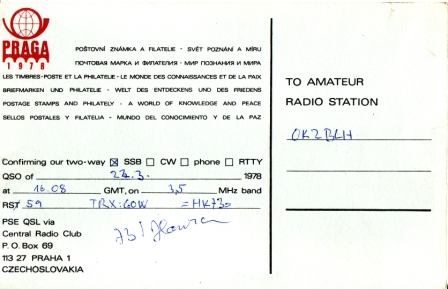 PRAGA
1978
POŠTOVNÍ ZNÁMKA A FILATELIE - SVĚT POZNÁNÍ A MÍRU
ПОЧТОВАЯ МАРКА И ФИЛАТЕЛИЯ - МИР ПОЗНАНИЯ И МИРА
LES TIMBRES-POSTE ET LA PHILATELIE - LE MONDE DES CONNAISSANCES ET DE LA PAIX
BRIEFMARKEN UND PHILATELIE - WELT DES ENTDECKENS UND DES FRIEDENS
POSTAGE STAMPS AND PHILATELY - A WORLD OF KNOWLEDGE AND PEACE
SELLOS POSTALES Y FILATELIA - MUNDO DEL CONOCIMIENTO Y DE LA PAZ
Confirming our two-way ☒ SSB ☐ CW ☐ phone ☐ RTTY
QSO of 22.3. 1978
at 16.08 GMT, on 3,5 MHz band
RST 59 TRX:60W =HK73=
PSE QSL via
Central Radio Club
P. O. Box 69
113 27 PRAHA 1
CZECHOSLOVAKIA
73!
TO AMATEUR
RADIO STATION
OK2BLH